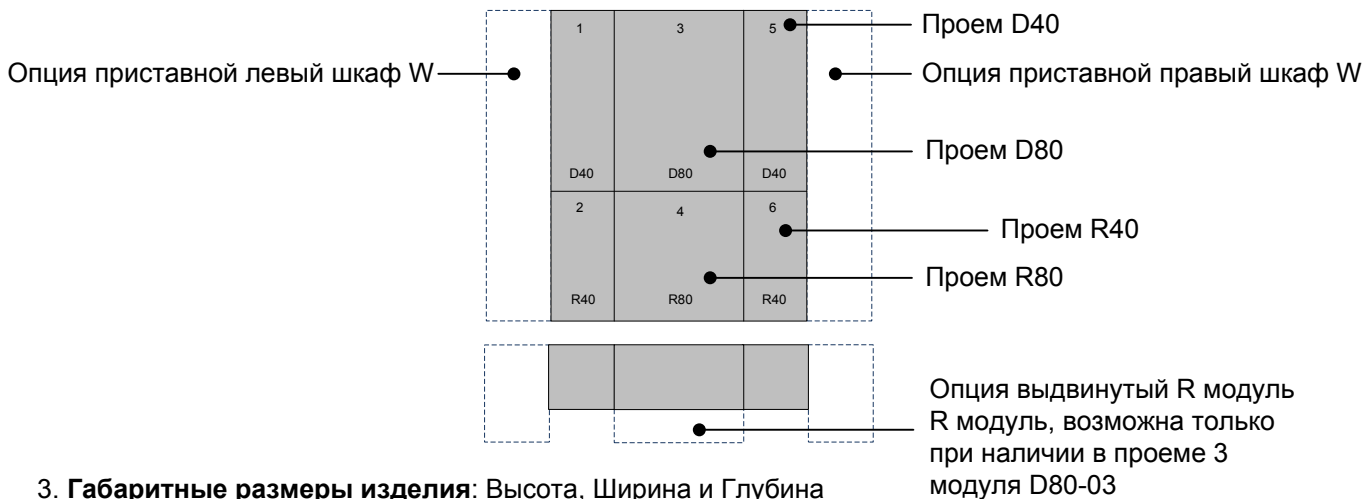 1
3
5
Проем D40
Опция приставной левый шкаф W
Опция приставной правый шкаф W
Проем D80
D40
D80
D40
2
4
6
Проем R40
Проем R80
R40
R80
R40
Опция выдвинутый R модуль
R модуль, возможна только
при наличии в проеме 3
модуля D80-03
3. Габаритные размеры изделия: Высота, Ширина и Глубина